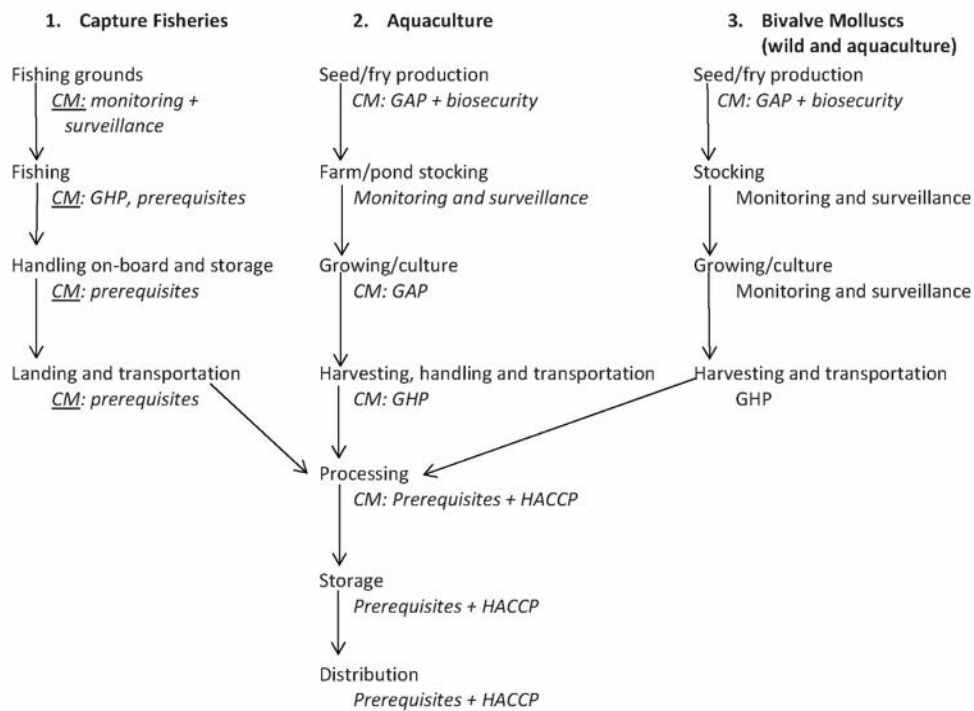 1. Capture Fisheries
Fishing grounds
CM: monitoring +
surveillance
Fishing
CM: GHP, prerequisites
Handling on-board and storage
CM: prerequisites
Landing and transportation
CM: prerequisites
2. Aquaculture
Seed/fry production
CM: GAP + biosecurity
Farm/pond stocking
Monitoring and surveillance
Growing/culture
CM: GAP
Harvesting, handling and transportation
CM: GHP
Processing
CM: Prerequisites + HACCP
Storage
Prerequisites + HACCP
Distribution
Prerequisites + HACCP
3. Bivalve Molluscs
(wild and aquaculture)
Seed/fry production
CM: GAP + biosecurity
Stocking
Monitoring and surveillance
Growing/culture
Monitoring and surveillance
Harvesting and transportation
GHP